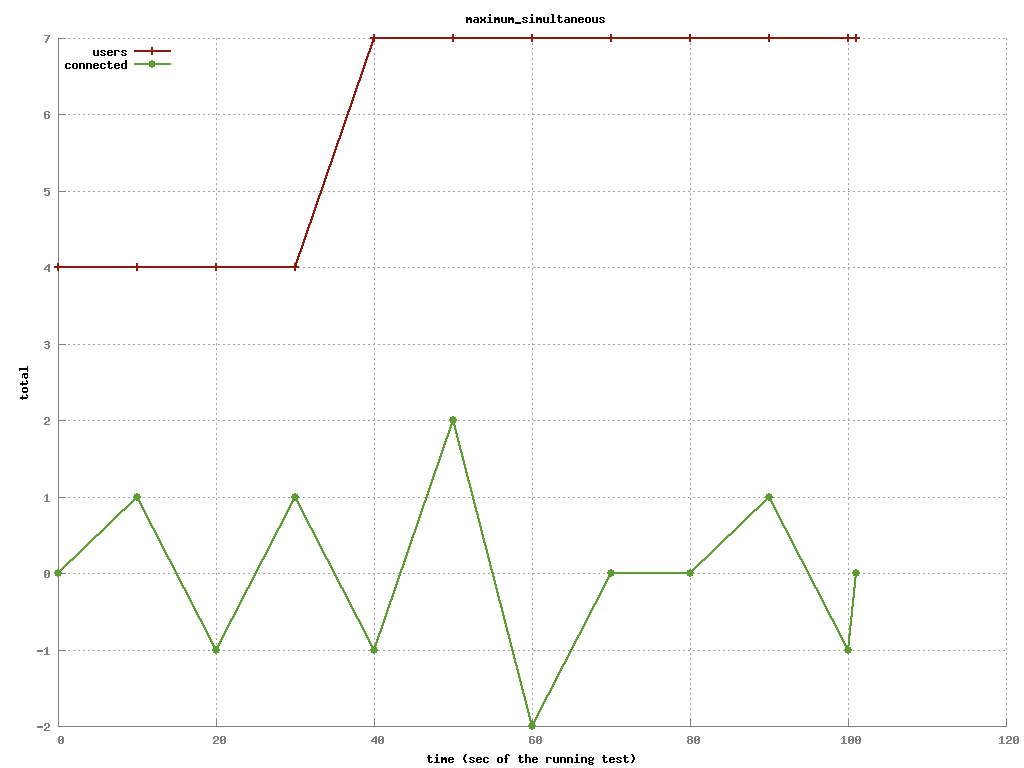 maximum_simultaneous
7
users
connected
6
5
4
3
total
2
1
0
-1
-2
0 20 40 60 80 100 120
time (sec of the running test)